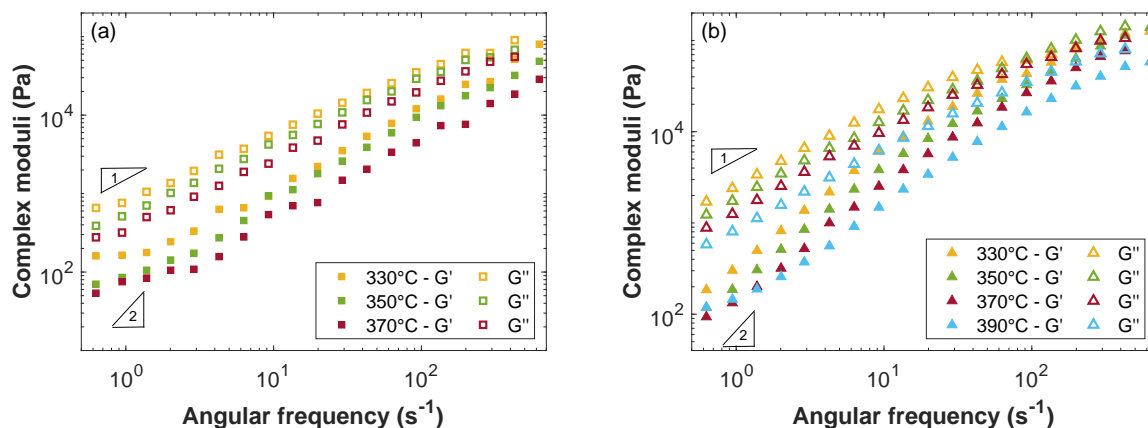 (a)
Complex moduli (Pa)
10^4
10^2
1
2
330°C - G' G''
350°C - G' G''
370°C - G' G''
10^0 10^1 10^2
Angular frequency (s^-1)
(b)
Complex moduli (Pa)
10^4
10^2
1
2
330°C - G' G''
350°C - G' G''
370°C - G' G''
390°C - G' G''
10^0 10^1 10^2
Angular frequency (s^-1)